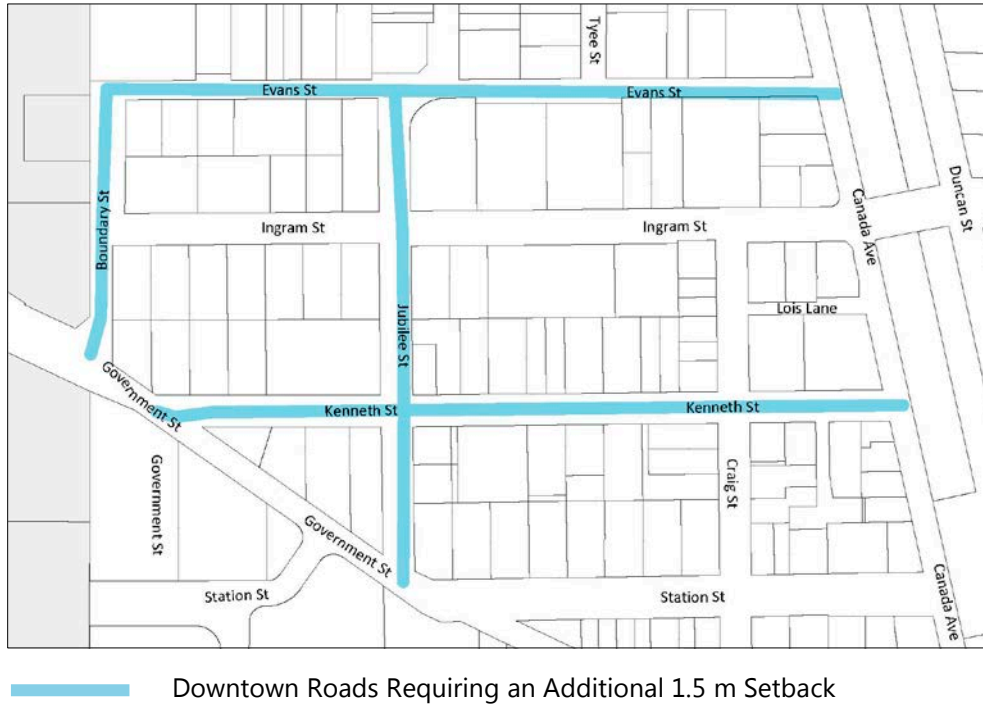 Tyee St
Evans St
Evans St
Boundary St
Duncan St
Canada Ave
Ingram St
Ingram St
Lois Lane
Jubilee St
Government St
Kenneth St
Kenneth St
Craig St
Government St
Government St
Station St
Station St
Canada Ave
Downtown Roads Requiring an Additional 1.5 m Setback